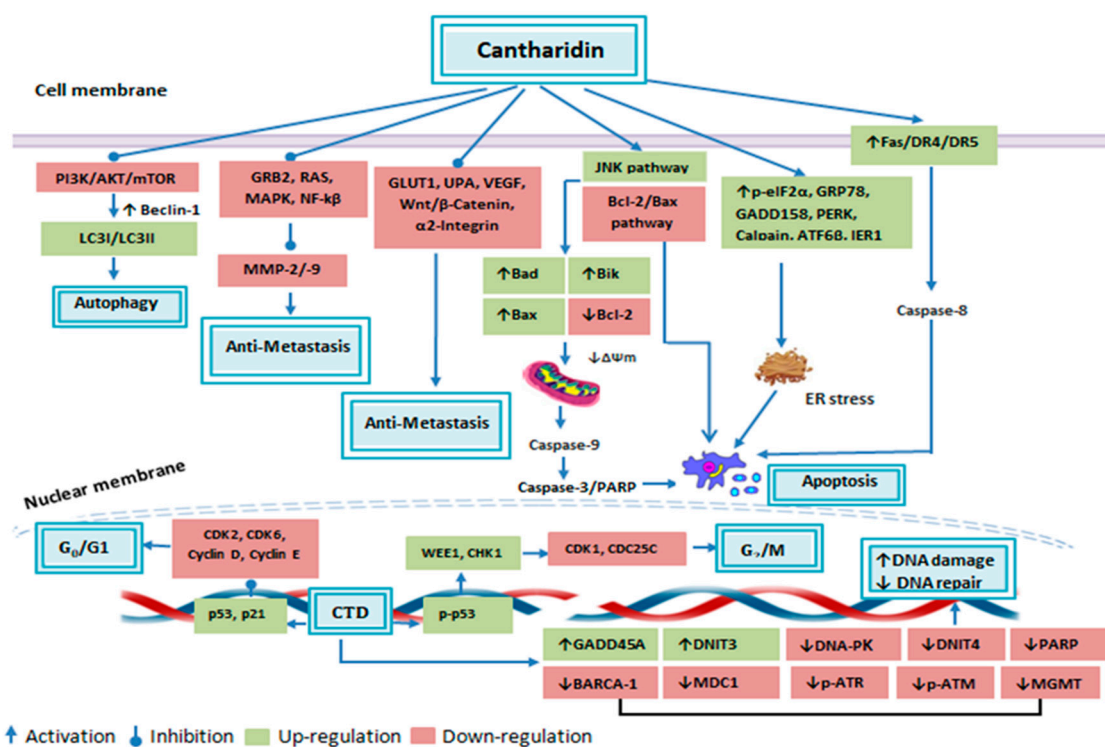 Cantharidin
Cell membrane
↑Fas/DR4/DR5
PI3K/AKT/mTOR
↑ Beclin-1
LC3I/LC3II
Autophagy
GRB2, RAS,
MAPK, NF-kβ
MMP-2/-9
Anti-Metastasis
GLUT1, UPA, VEGF,
Wnt/β-Catenin,
α2-Integrin
Anti-Metastasis
JNK pathway
Bcl-2/Bax
pathway
↑Bad
↑Bik
↑Bax
↓Bcl-2
↓ΔΨm
Caspase-9
Caspase-3/PARP
↑p-eIF2α, GRP78,
GADD158, PERK,
Calpain, ATF6β, IER1
ER stress
Caspase-8
Apoptosis
Nuclear membrane
G₀/G1
CDK2, CDK6,
Cyclin D, Cyclin E
p53, p21
CTD
p-p53
WEE1, CHK1
CDK1, CDC25C
G₂/M
↑DNA damage
↓ DNA repair
↑GADD45A
↑DNIT3
↓DNA-PK
↓DNIT4
↓PARP
↓BARCA-1
↓MDC1
↓p-ATR
↓p-ATM
↓MGMT
Activation
Inhibition
Up-regulation
Down-regulation